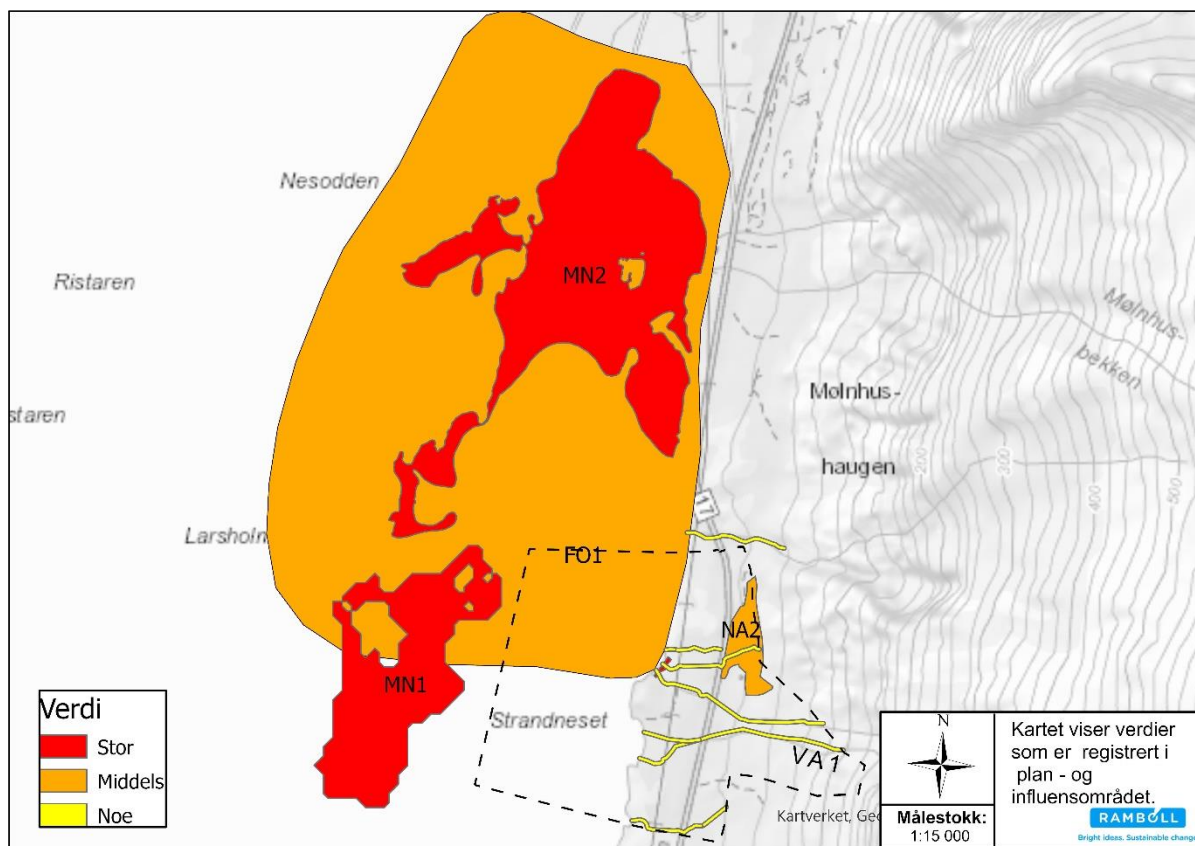 Nesodden
Ristaren
MN2
Mølnhus-
bekken
Mølnhus-
haugen
staren
200
300
400
500
17
Larsholn
FO1
NA2
MN1
Strandneset
VA 1
Verdi
Stor
Middels
Noe
N
Målestokk:
1:15 000
Kartet viser verdier
som er registrert i
plan - og
influensområdet.
RAMBOLL
Bright ideas. Sustainable change
Kartverket, Geo